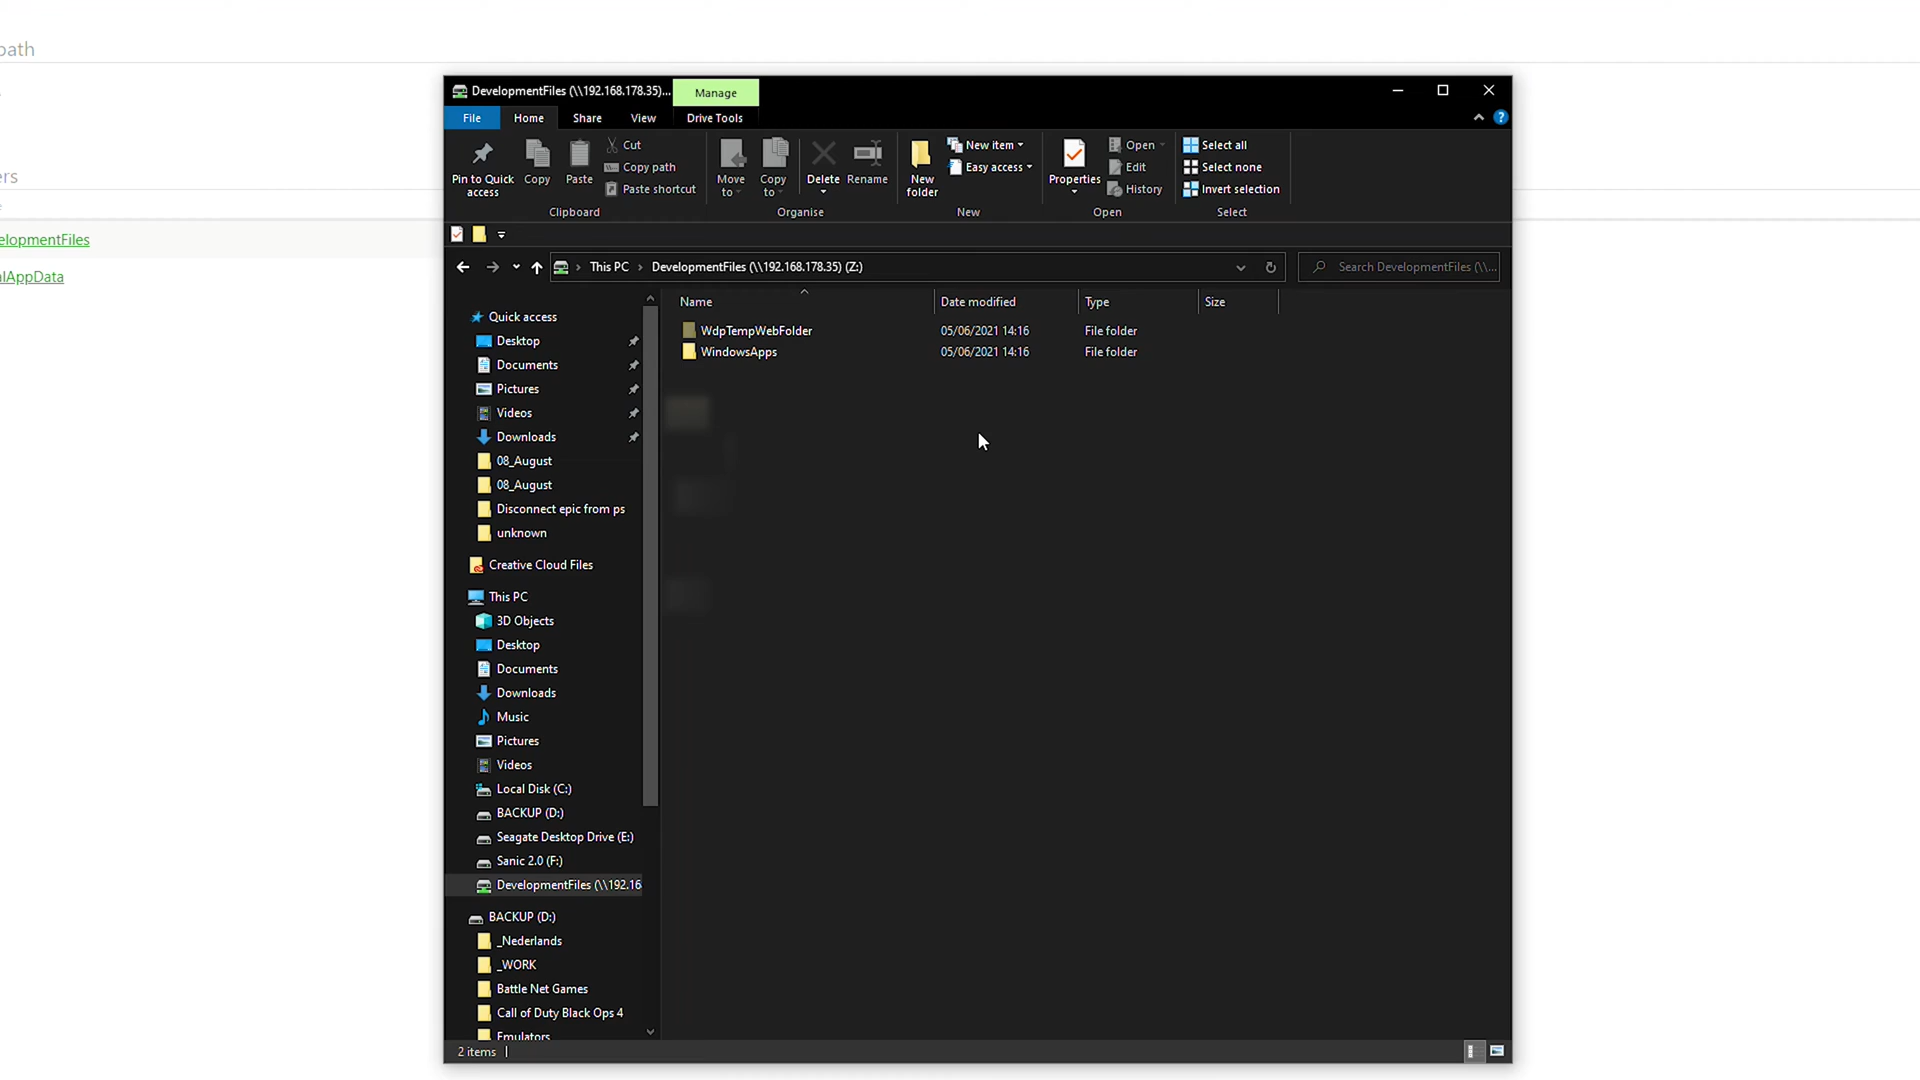 path
ers
elopmentFiles
alAppData
DevelopmentFiles (\\192.168.178.35)...
Manage
File
Home
Share
View
Drive Tools
Pin to Quick access
Copy
Paste
Cut
Copy path
Paste shortcut
Clipboard
Move to
Copy to
Delete
Rename
Organise
New folder
New item
Easy access
New
Properties
Open
Edit
History
Open
Select all
Select none
Invert selection
Select
This PC > DevelopmentFiles (\\192.168.178.35) (Z:)
Search DevelopmentFiles (\\...
Name
Date modified
Type
Size
WdpTempWebFolder 05/06/2021 14:16 File folder
WindowsApps 05/06/2021 14:16 File folder
Quick access
Desktop
Documents
Pictures
Videos
Downloads
08_August
08_August
Disconnect epic from ps
unknown
Creative Cloud Files
This PC
3D Objects
Desktop
Documents
Downloads
Music
Pictures
Videos
Local Disk (C:)
BACKUP (D:)
Seagate Desktop Drive (E:)
Sanic 2.0 (F:)
DevelopmentFiles (\\192.16
BACKUP (D:)
_Nederlands
_WORK
Battle Net Games
Call of Duty Black Ops 4
Emulators
2 items